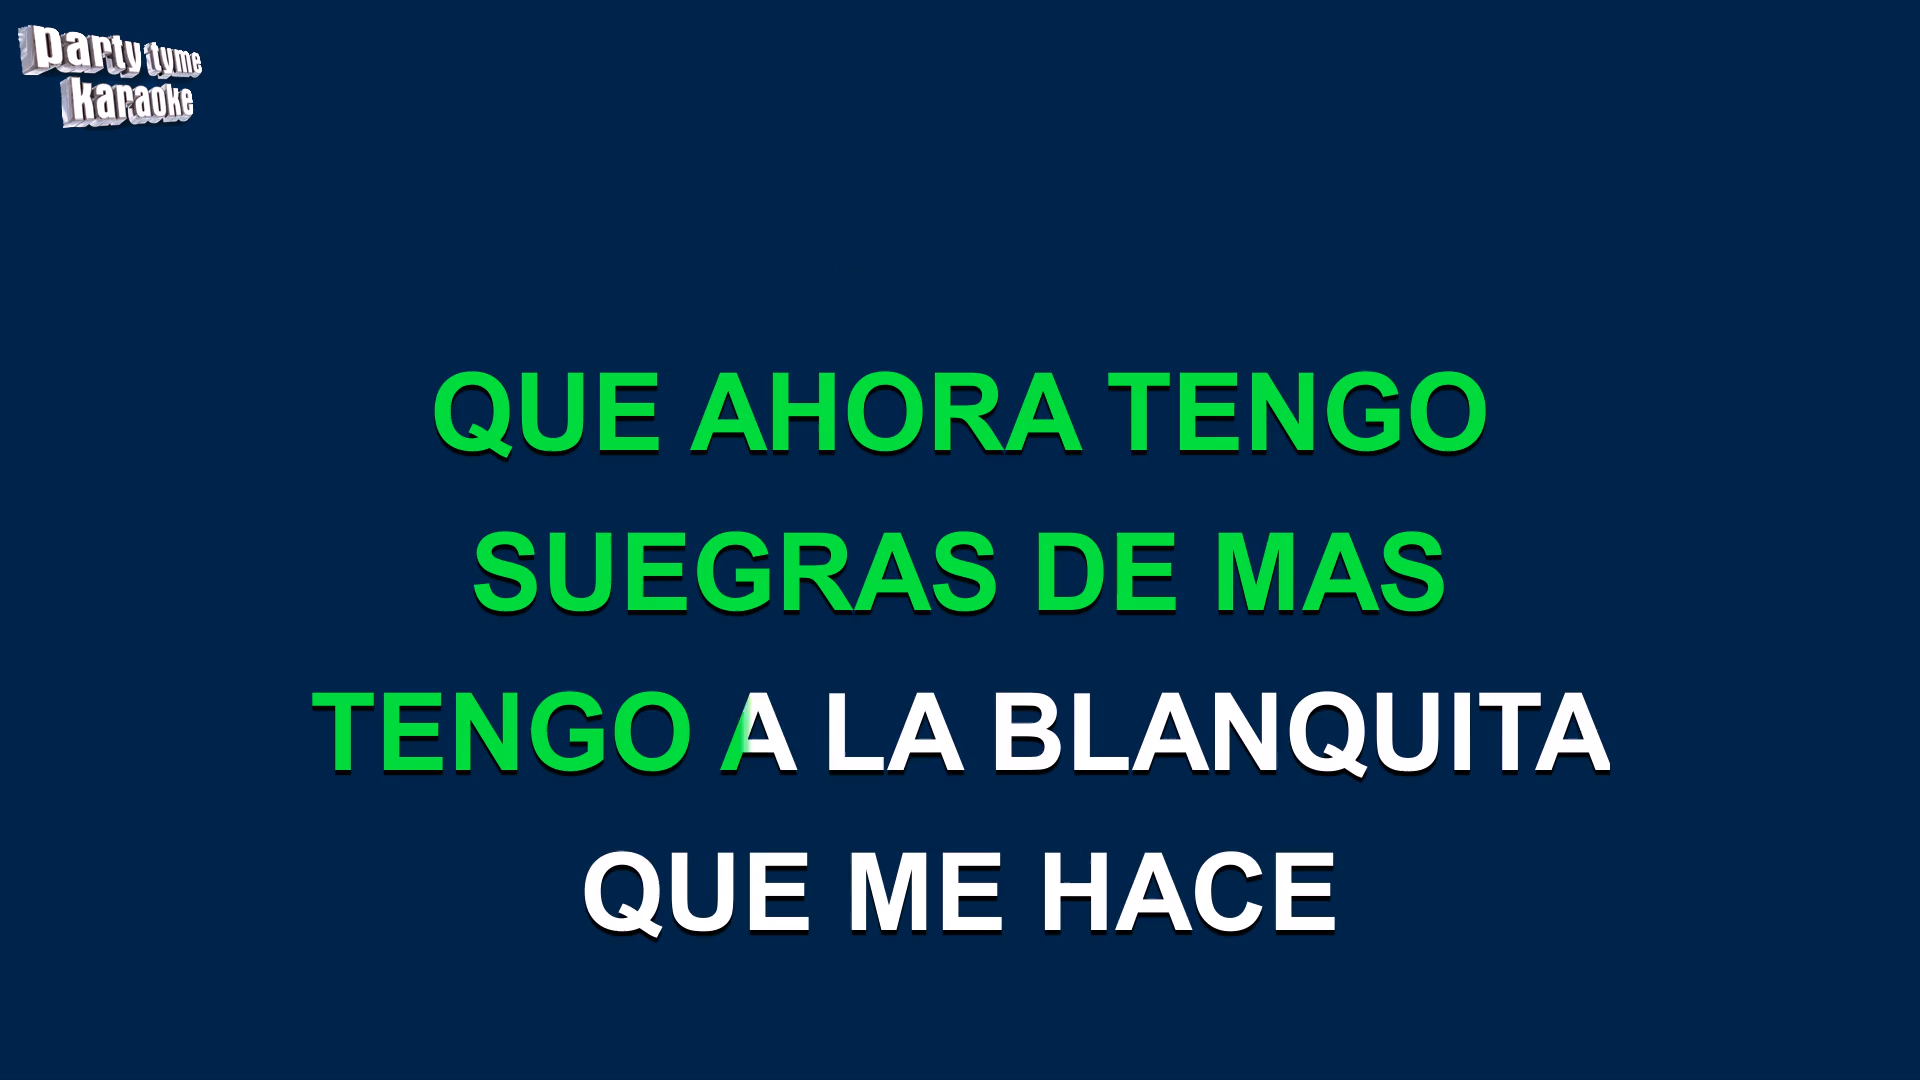 party tyme
karaoke
QUE AHORA TENGO
SUEGRAS DE MAS
TENGO A LA BLANQUITA
QUE ME HACE